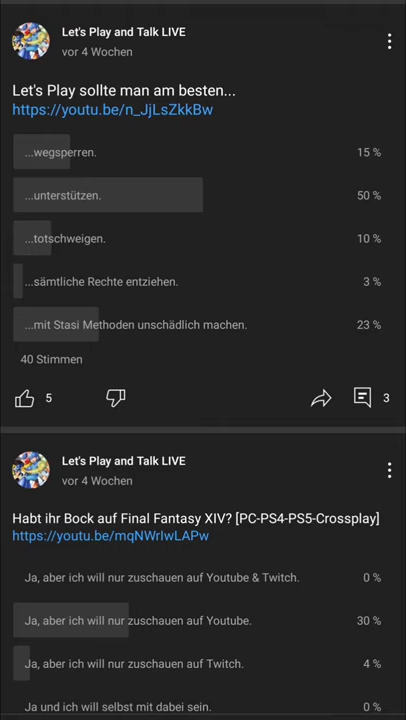 Let's Play and Talk LIVE
vor 4 Wochen
Let's Play sollte man am besten...
https://youtu.be/n_JjLsZkkBw
...wegsperren. 15 %
...unterstützen. 50 %
...totschweigen. 10 %
...sämtliche Rechte entziehen. 3 %
...mit Stasi Methoden unschädlich machen. 23 %
40 Stimmen
5 3
Let's Play and Talk LIVE
vor 4 Wochen
Habt ihr Bock auf Final Fantasy XIV? [PC-PS4-PS5-Crossplay]
https://youtu.be/mqNWrIwLAPw
Ja, aber ich will nur zuschauen auf Youtube & Twitch. 0 %
Ja, aber ich will nur zuschauen auf Youtube. 30 %
Ja, aber ich will nur zuschauen auf Twitch. 4 %
Ja und ich will selbst mit dabei sein. 0 %